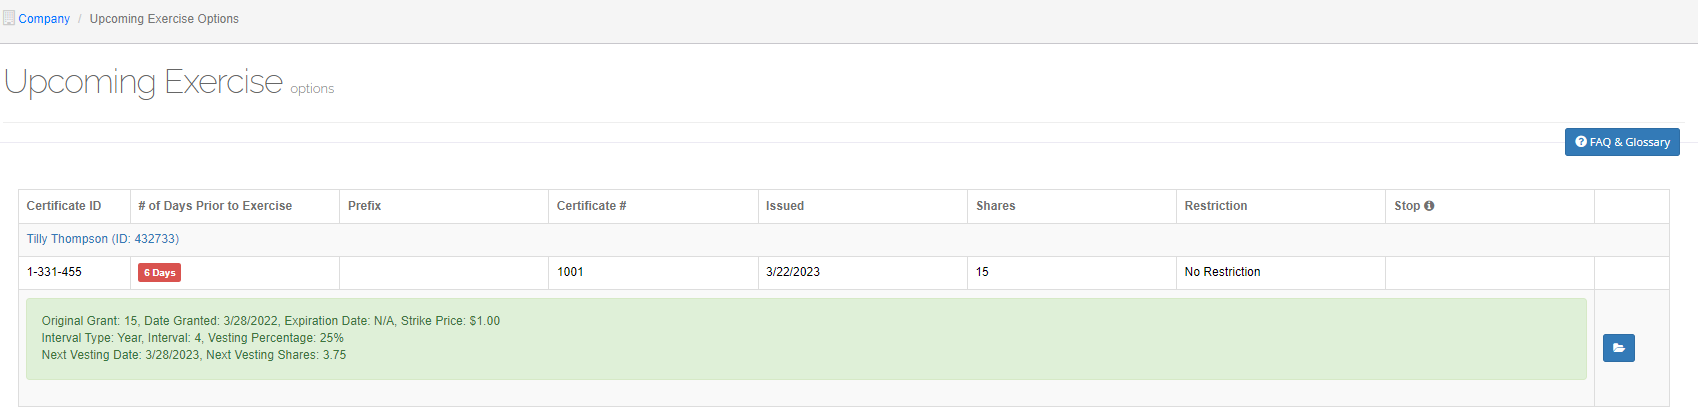 Company / Upcoming Exercise Options
Upcoming Exercise options
FAQ & Glossary
Certificate ID # of Days Prior to Exercise Prefix Certificate # Issued Shares Restriction Stop
Tilly Thompson (ID: 432733)
1-331-455 6 Days 1001 3/22/2023 15 No Restriction
Original Grant: 15, Date Granted: 3/28/2022, Expiration Date: N/A, Strike Price: $1.00
Interval Type: Year, Interval: 4, Vesting Percentage: 25%
Next Vesting Date: 3/28/2023, Next Vesting Shares: 3.75